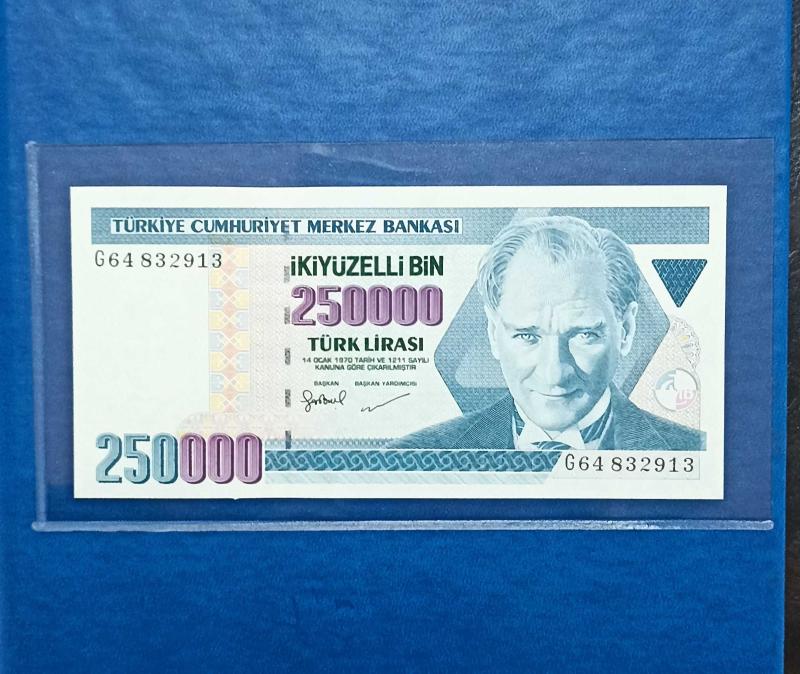 TÜRKİYE CUMHURİYET MERKEZ BANKASI
G64 832913
İKİYÜZELLİ BİN
250000
TÜRK LİRASI
14 OCAK 1970 TARİH VE 1211 SAYILI
KANUNA GÖRE ÇIKARILMIŞTIR
BAŞKAN BAŞKAN YARDIMCISI
250000
G64 832913